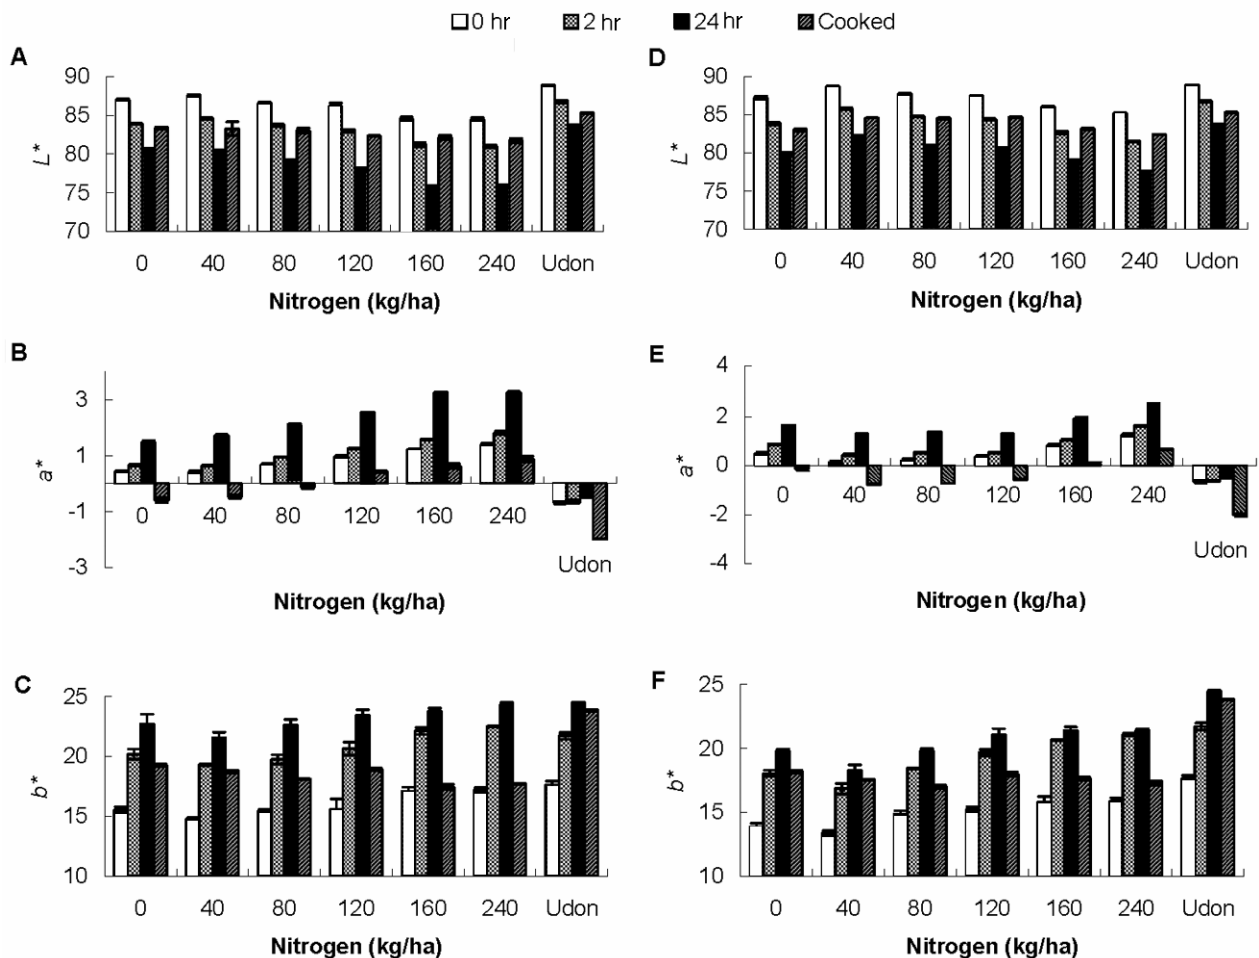 0 hr 2 hr 24 hr Cooked
A
90
85
80
75
70
L*
0 40 80 120 160 240 Udon
Nitrogen (kg/ha)
D
90
85
80
75
70
L*
0 40 80 120 160 240 Udon
Nitrogen (kg/ha)
B
3
1
-1
-3
a*
0 40 80 120 160 240
Udon
Nitrogen (kg/ha)
E
4
2
0
-2
-4
a*
0 40 80 120 160 240
Udon
Nitrogen (kg/ha)
C
25
20
15
10
b*
0 40 80 120 160 240 Udon
Nitrogen (kg/ha)
F
25
20
15
10
b*
0 40 80 120 160 240 Udon
Nitrogen (kg/ha)